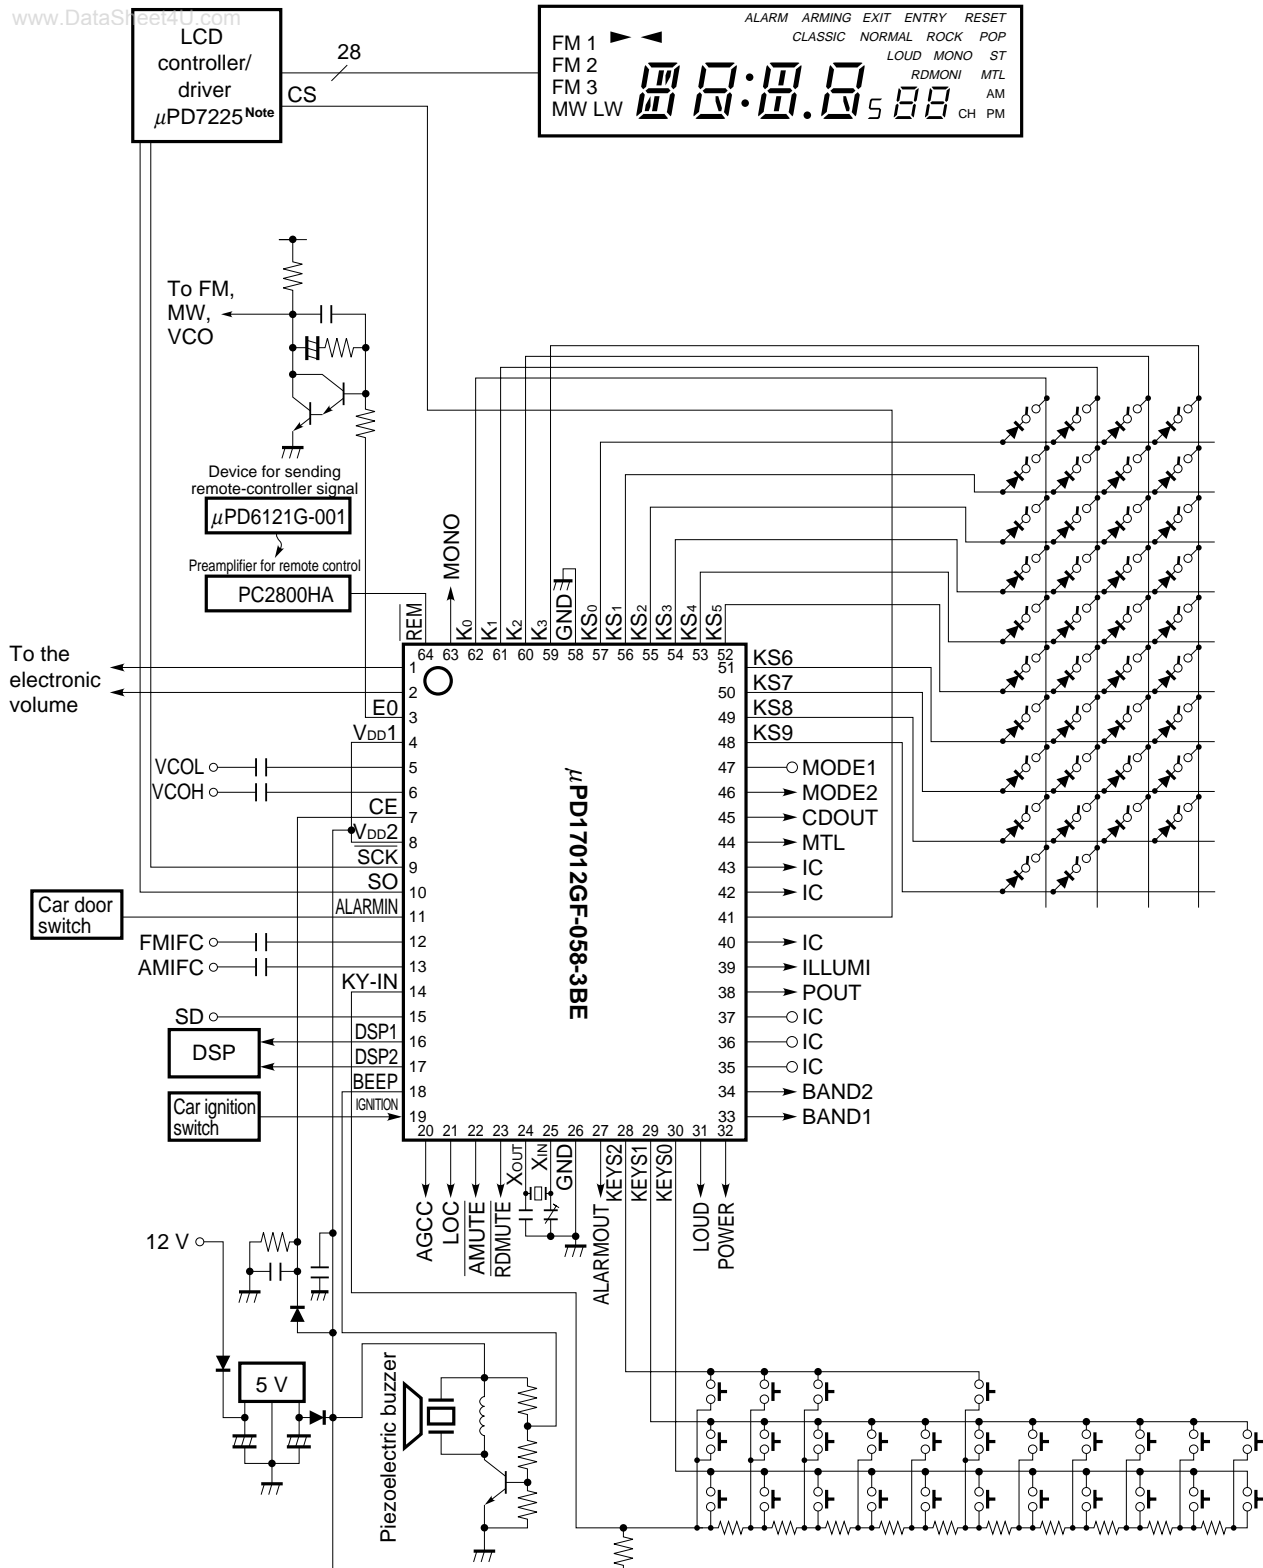 www.DataSheet4U.com
LCD
controller/
driver
μPD7225 Note
28
CS
ALARM ARMING EXIT ENTRY RESET
CLASSIC NORMAL ROCK POP
LOUD MONO ST
RDMONI MTL
FM 1
FM 2
FM 3
MW LW
88:8.8 S 88
AM
CH PM
To FM,
MW,
VCO
Device for sending
remote-controller signal
μPD6121G-001
Preamplifier for remote control
PC2800HA
REM
MONO
K0
K1
K2
K3
GND
KS0
KS1
KS2
KS3
KS4
KS5
64 63 62 61 60 59 58 57 56 55 54 53 52
To the
electronic
volume
1
2
E0 3
VDD1 4
VCOL 5
VCOH 6
CE 7
VDD2 8
SCK 9
SO 10
Car door
switch
ALARMIN 11
FMIFC 12
AMIFC 13
KY-IN 14
SD 15
DSP
DSP1 16
DSP2 17
BEEP 18
Car ignition
switch
IGNITION 19
μPD17012GF-058-3BE
51 KS6
50 KS7
49 KS8
48 KS9
47 MODE1
46 MODE2
45 CDOUT
44 MTL
43 IC
42 IC
41
40 IC
39 ILLUMI
38 POUT
37 IC
36 IC
35 IC
34 BAND2
33 BAND1
20 21 22 23 24 25 26 27 28 29 30 31 32
AGCC
LOC
AMUTE
RDMUTE
XOUT
XIN
GND
ALARMOUT
KEYS2
KEYS1
KEYS0
LOUD
POWER
12 V
5 V
Piezoelectric buzzer